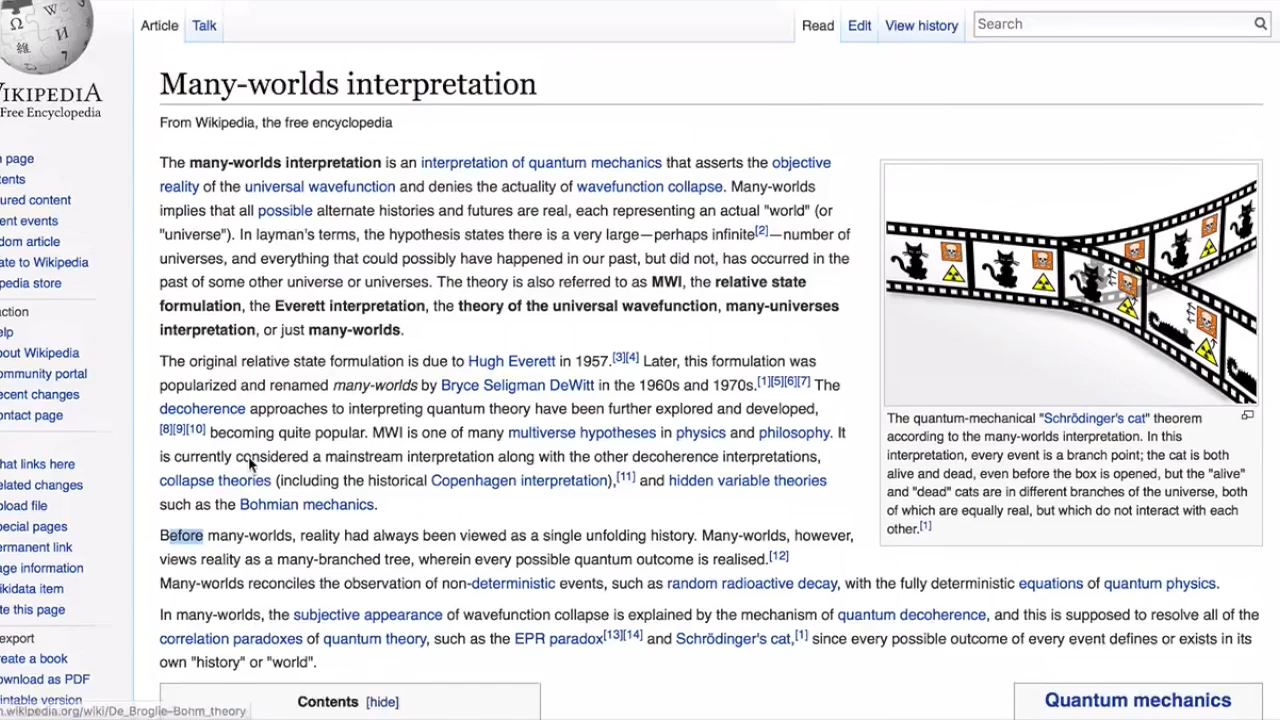 Article Talk Read Edit View history Search
WIKIPEDIA
Free Encyclopedia
Many-worlds interpretation
From Wikipedia, the free encyclopedia
The many-worlds interpretation is an interpretation of quantum mechanics that asserts the objective
reality of the universal wavefunction and denies the actuality of wavefunction collapse. Many-worlds
implies that all possible alternate histories and futures are real, each representing an actual "world" (or
"universe"). In layman's terms, the hypothesis states there is a very large—perhaps infinite[2]—number of
universes, and everything that could possibly have happened in our past, but did not, has occurred in the
past of some other universe or universes. The theory is also referred to as MWI, the relative state
formulation, the Everett interpretation, the theory of the universal wavefunction, many-universes
interpretation, or just many-worlds.
The original relative state formulation is due to Hugh Everett in 1957.[3][4] Later, this formulation was
popularized and renamed many-worlds by Bryce Seligman DeWitt in the 1960s and 1970s.[1][5][6][7] The
decoherence approaches to interpreting quantum theory have been further explored and developed,
[8][9][10] becoming quite popular. MWI is one of many multiverse hypotheses in physics and philosophy. It
is currently considered a mainstream interpretation along with the other decoherence interpretations,
collapse theories (including the historical Copenhagen interpretation),[11] and hidden variable theories
such as the Bohmian mechanics.
Before many-worlds, reality had always been viewed as a single unfolding history. Many-worlds, however,
views reality as a many-branched tree, wherein every possible quantum outcome is realised.[12]
Many-worlds reconciles the observation of non-deterministic events, such as random radioactive decay, with the fully deterministic equations of quantum physics.
In many-worlds, the subjective appearance of wavefunction collapse is explained by the mechanism of quantum decoherence, and this is supposed to resolve all of the
correlation paradoxes of quantum theory, such as the EPR paradox[13][14] and Schrödinger's cat,[1] since every possible outcome of every event defines or exists in its
own "history" or "world".
Contents [hide]
The quantum-mechanical "Schrödinger's cat" theorem
according to the many-worlds interpretation. In this
interpretation, every event is a branch point; the cat is both
alive and dead, even before the box is opened, but the "alive"
and "dead" cats are in different branches of the universe, both
of which are equally real, but which do not interact with each
other.[1]
Quantum mechanics
n page
tents
ured content
ent events
dom article
ate to Wikipedia
ipedia store
action
elp
bout Wikipedia
ommunity portal
ecent changes
ontact page
hat links here
elated changes
pload file
pecial pages
ermanent link
age information
ikidata item
te this page
export
reate a book
ownload as PDF
intable version
n.wikipedia.org/wiki/De_Broglie–Bohm_theory